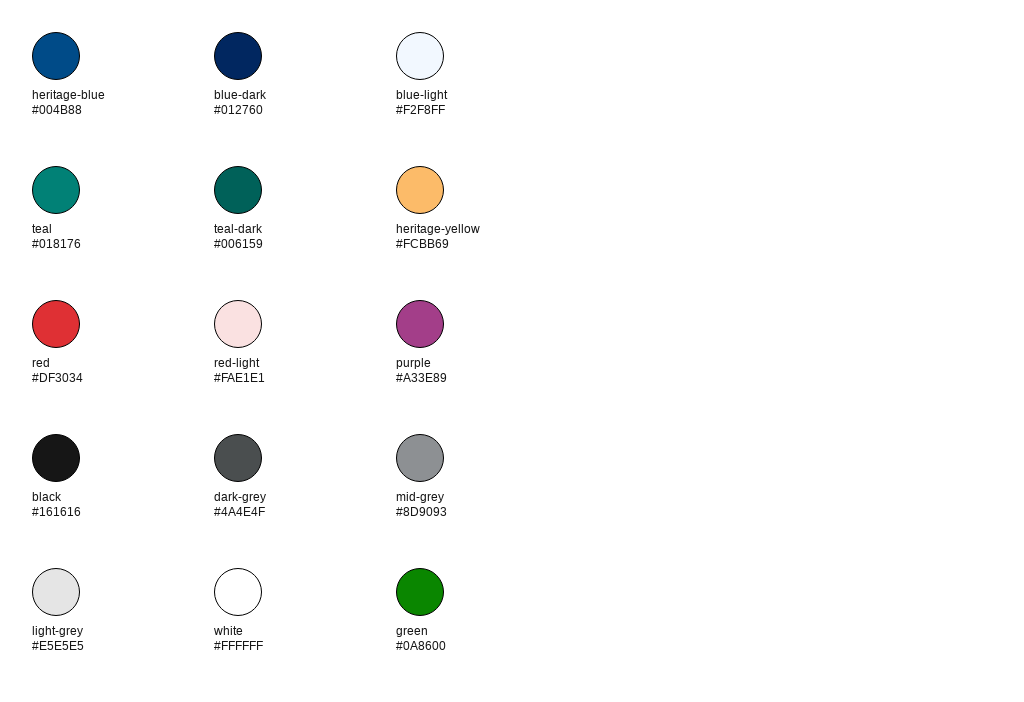 heritage-blue
#004B88
blue-dark
#012760
blue-light
#F2F8FF
teal
#018176
teal-dark
#006159
heritage-yellow
#FCBB69
red
#DF3034
red-light
#FAE1E1
purple
#A33E89
black
#161616
dark-grey
#4A4E4F
mid-grey
#8D9093
light-grey
#E5E5E5
white
#FFFFFF
green
#0A8600